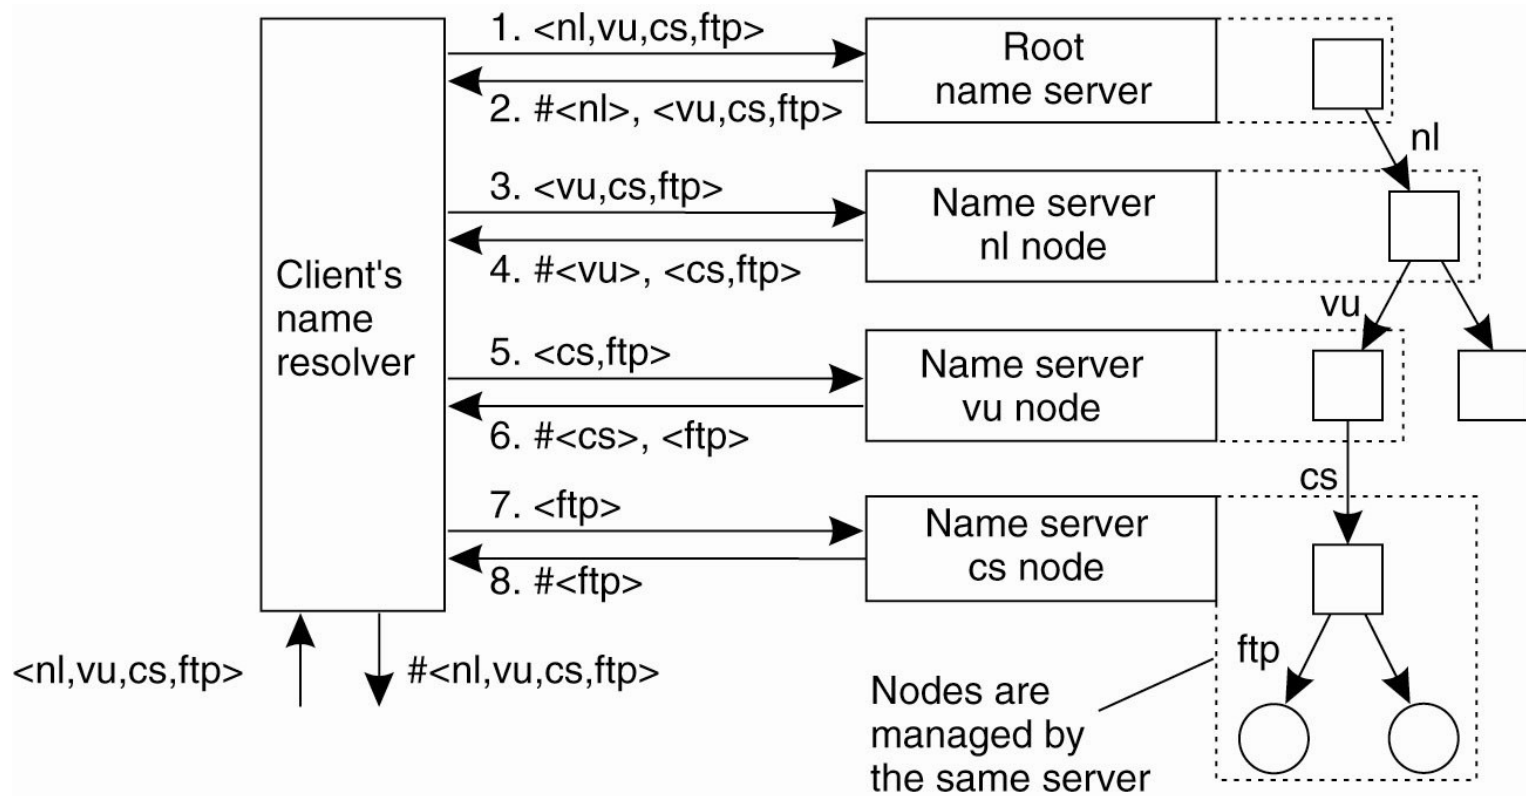 1. <nl,vu,cs,ftp>
Root
name server
2. #<nl>, <vu,cs,ftp>
nl
3. <vu,cs,ftp>
Name server
nl node
4. #<vu>, <cs,ftp>
Client's
name
resolver
vu
5. <cs,ftp>
Name server
vu node
6. #<cs>, <ftp>
cs
7. <ftp>
Name server
cs node
8. #<ftp>
<nl,vu,cs,ftp>
#<nl,vu,cs,ftp>
ftp
Nodes are
managed by
the same server